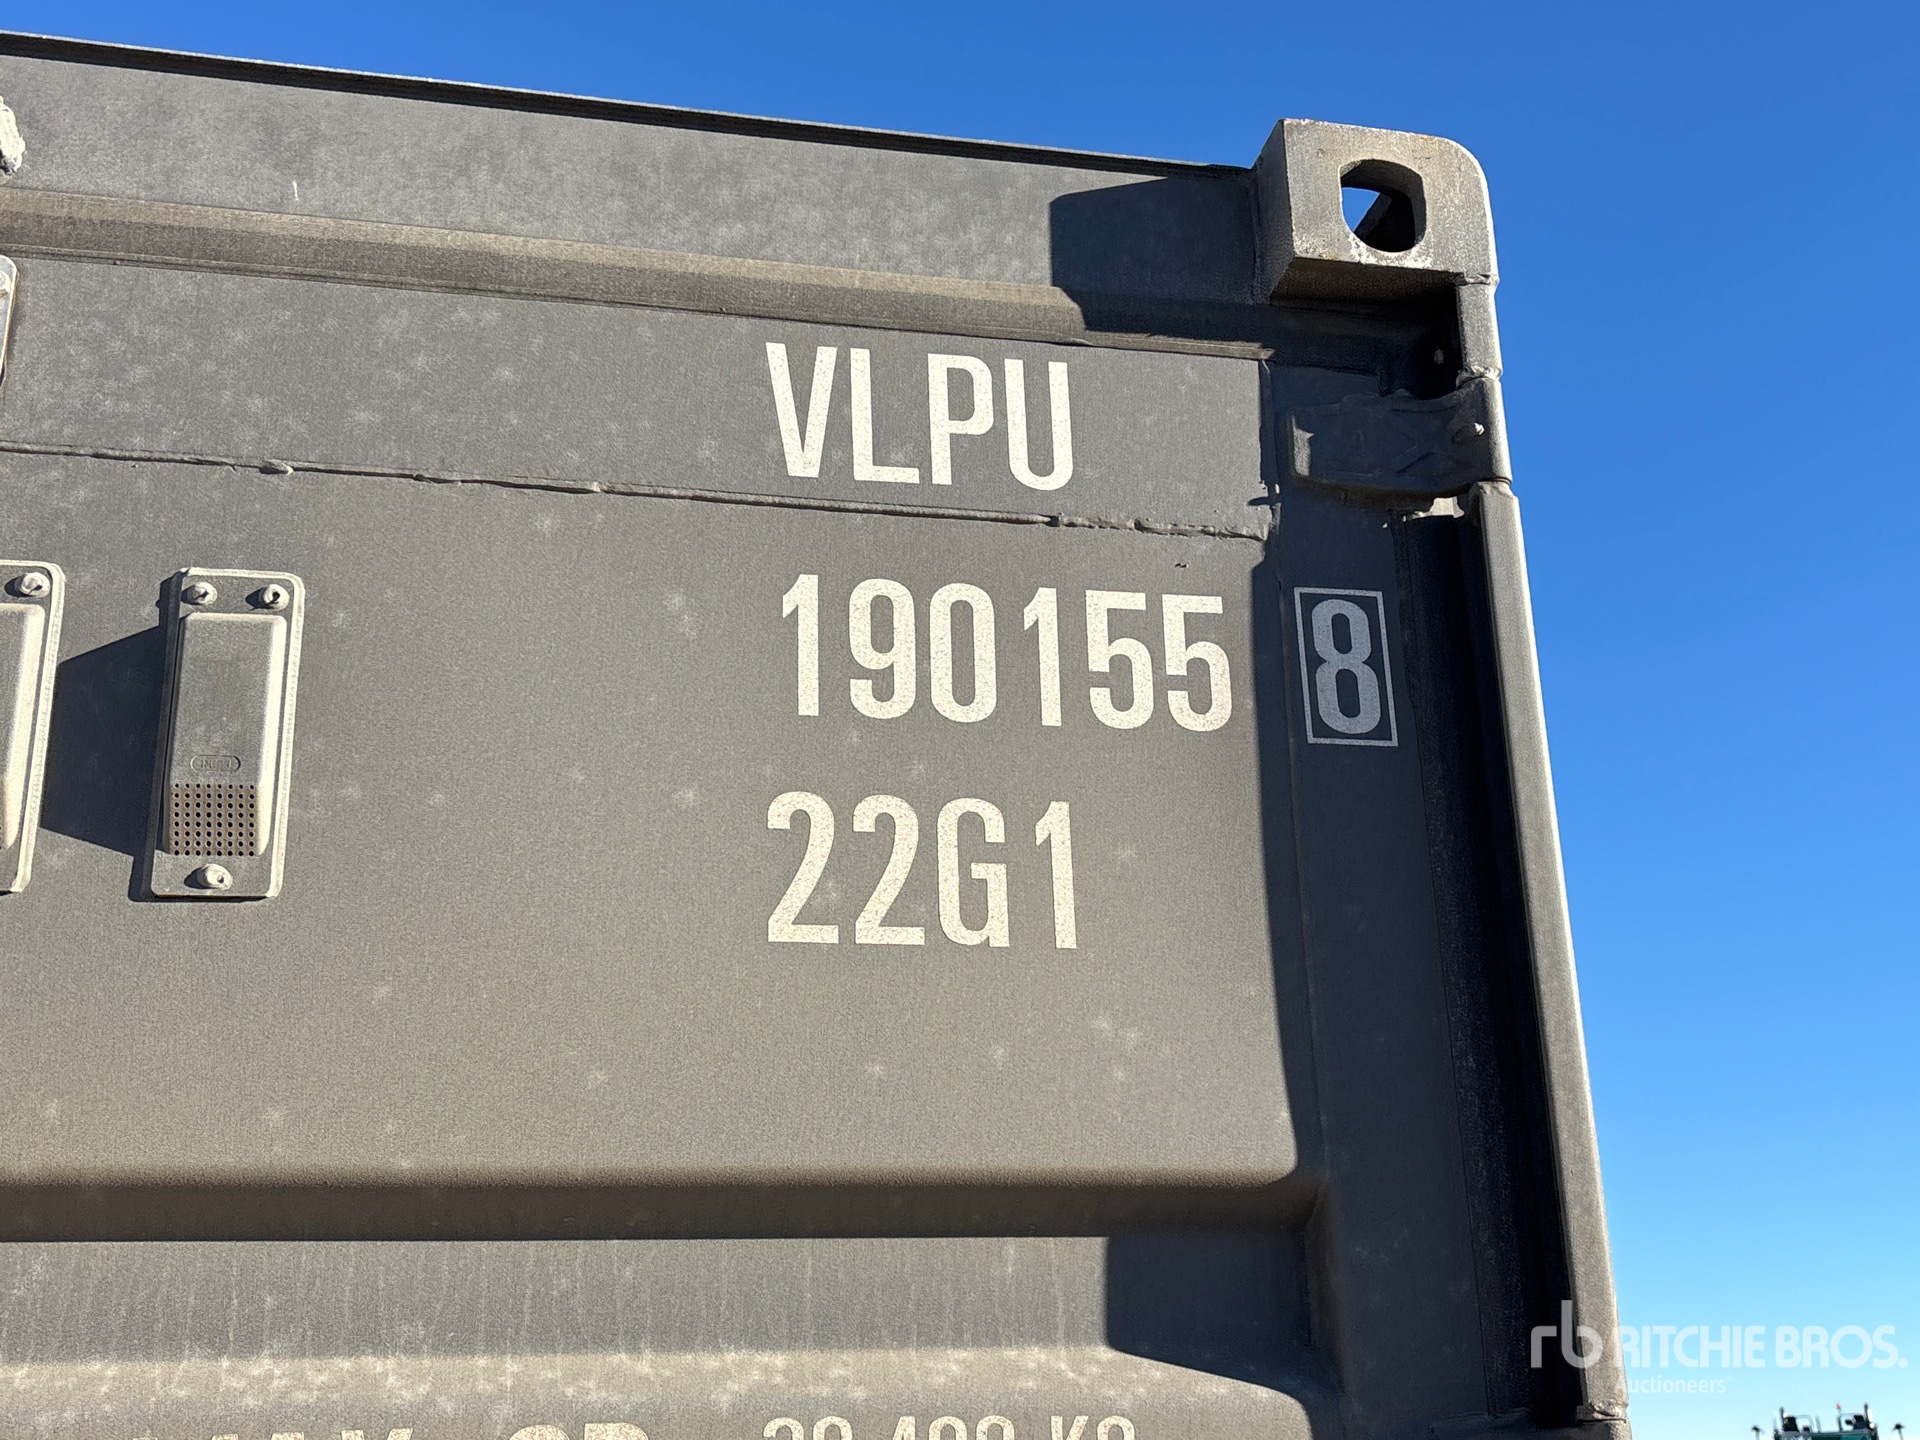 VLPU
190155 8
22G1
RITCHIE BROS.
Auctioneers